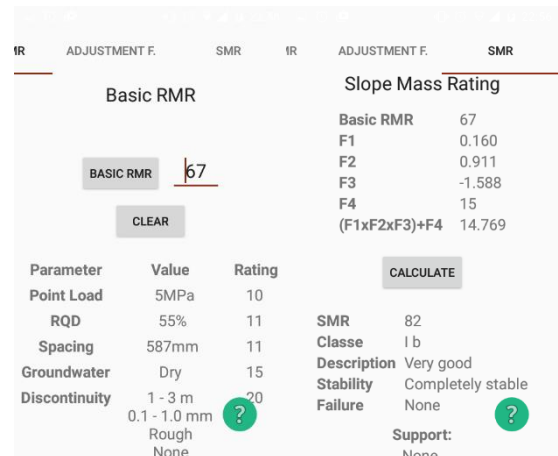 IR ADJUSTMENT F. SMR
Basic RMR
BASIC RMR 67
CLEAR
Parameter Value Rating
Point Load 5MPa 10
RQD 55% 11
Spacing 587mm 11
Groundwater Dry 15
Discontinuity 1 - 3 m 20
0.1 - 1.0 mm ?
Rough
None
IR ADJUSTMENT F. SMR
Slope Mass Rating
Basic RMR 67
F1 0.160
F2 0.911
F3 -1.588
F4 15
(F1xF2xF3)+F4 14.769
CALCULATE
SMR 82
Classe I b
Description Very good
Stability Completely stable
Failure None
?
Support:
None